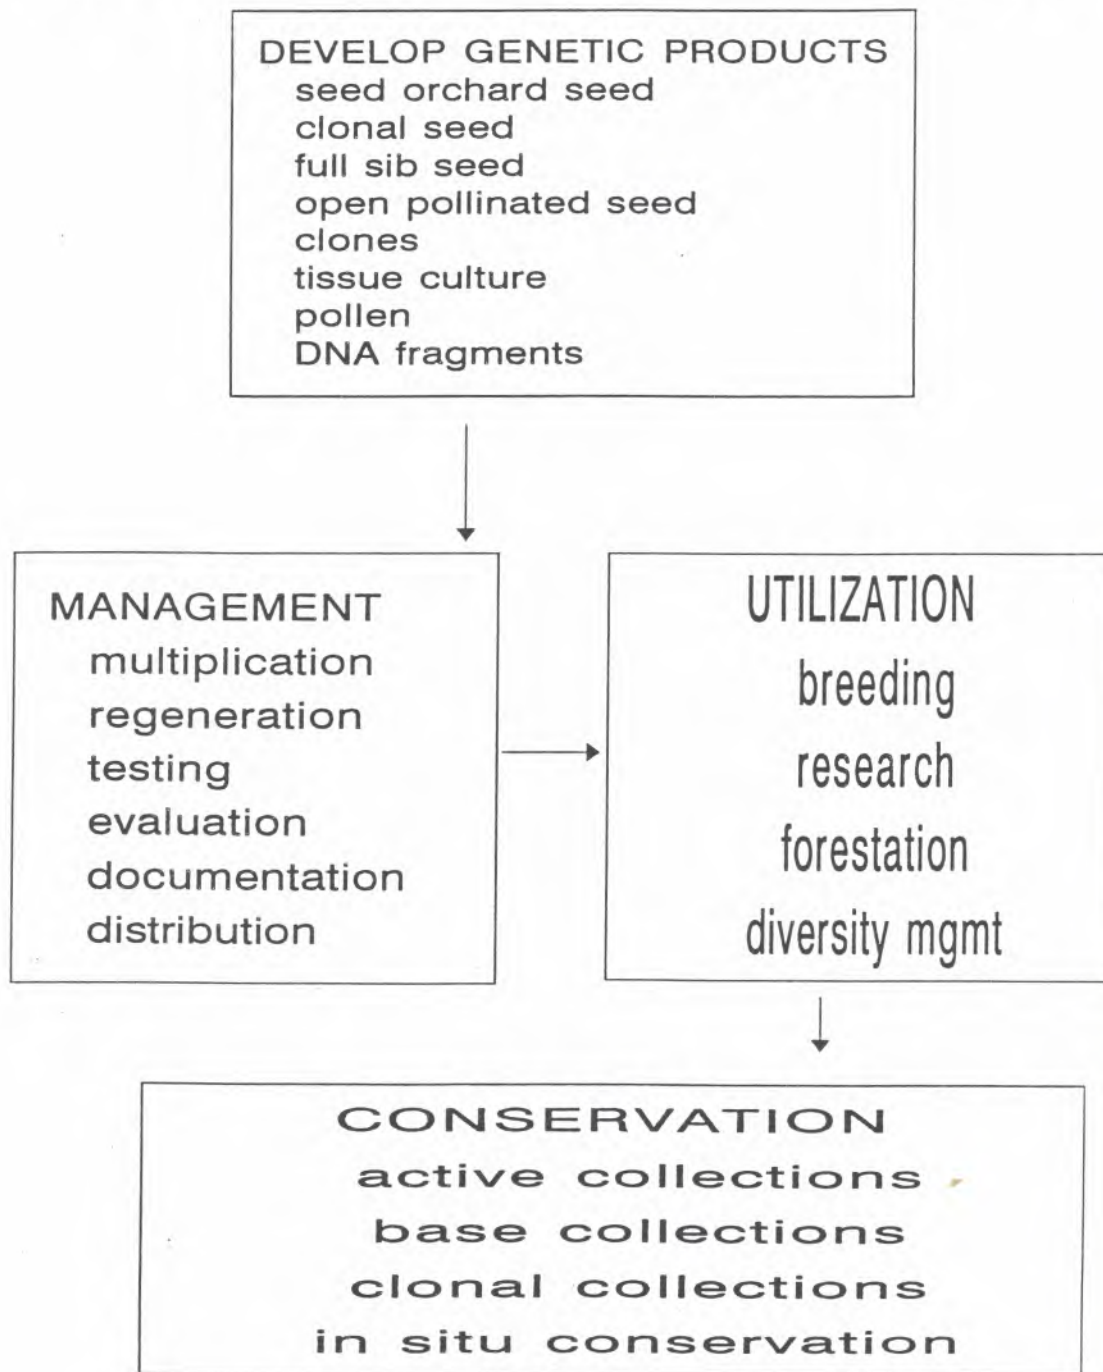 DEVELOP GENETIC PRODUCTS
seed orchard seed
clonal seed
full sib seed
open pollinated seed
clones
tissue culture
pollen
DNA fragments
MANAGEMENT
multiplication
regeneration
testing
evaluation
documentation
distribution
UTILIZATION
breeding
research
forestation
diversity mgmt
CONSERVATION
active collections
base collections
clonal collections
in situ conservation